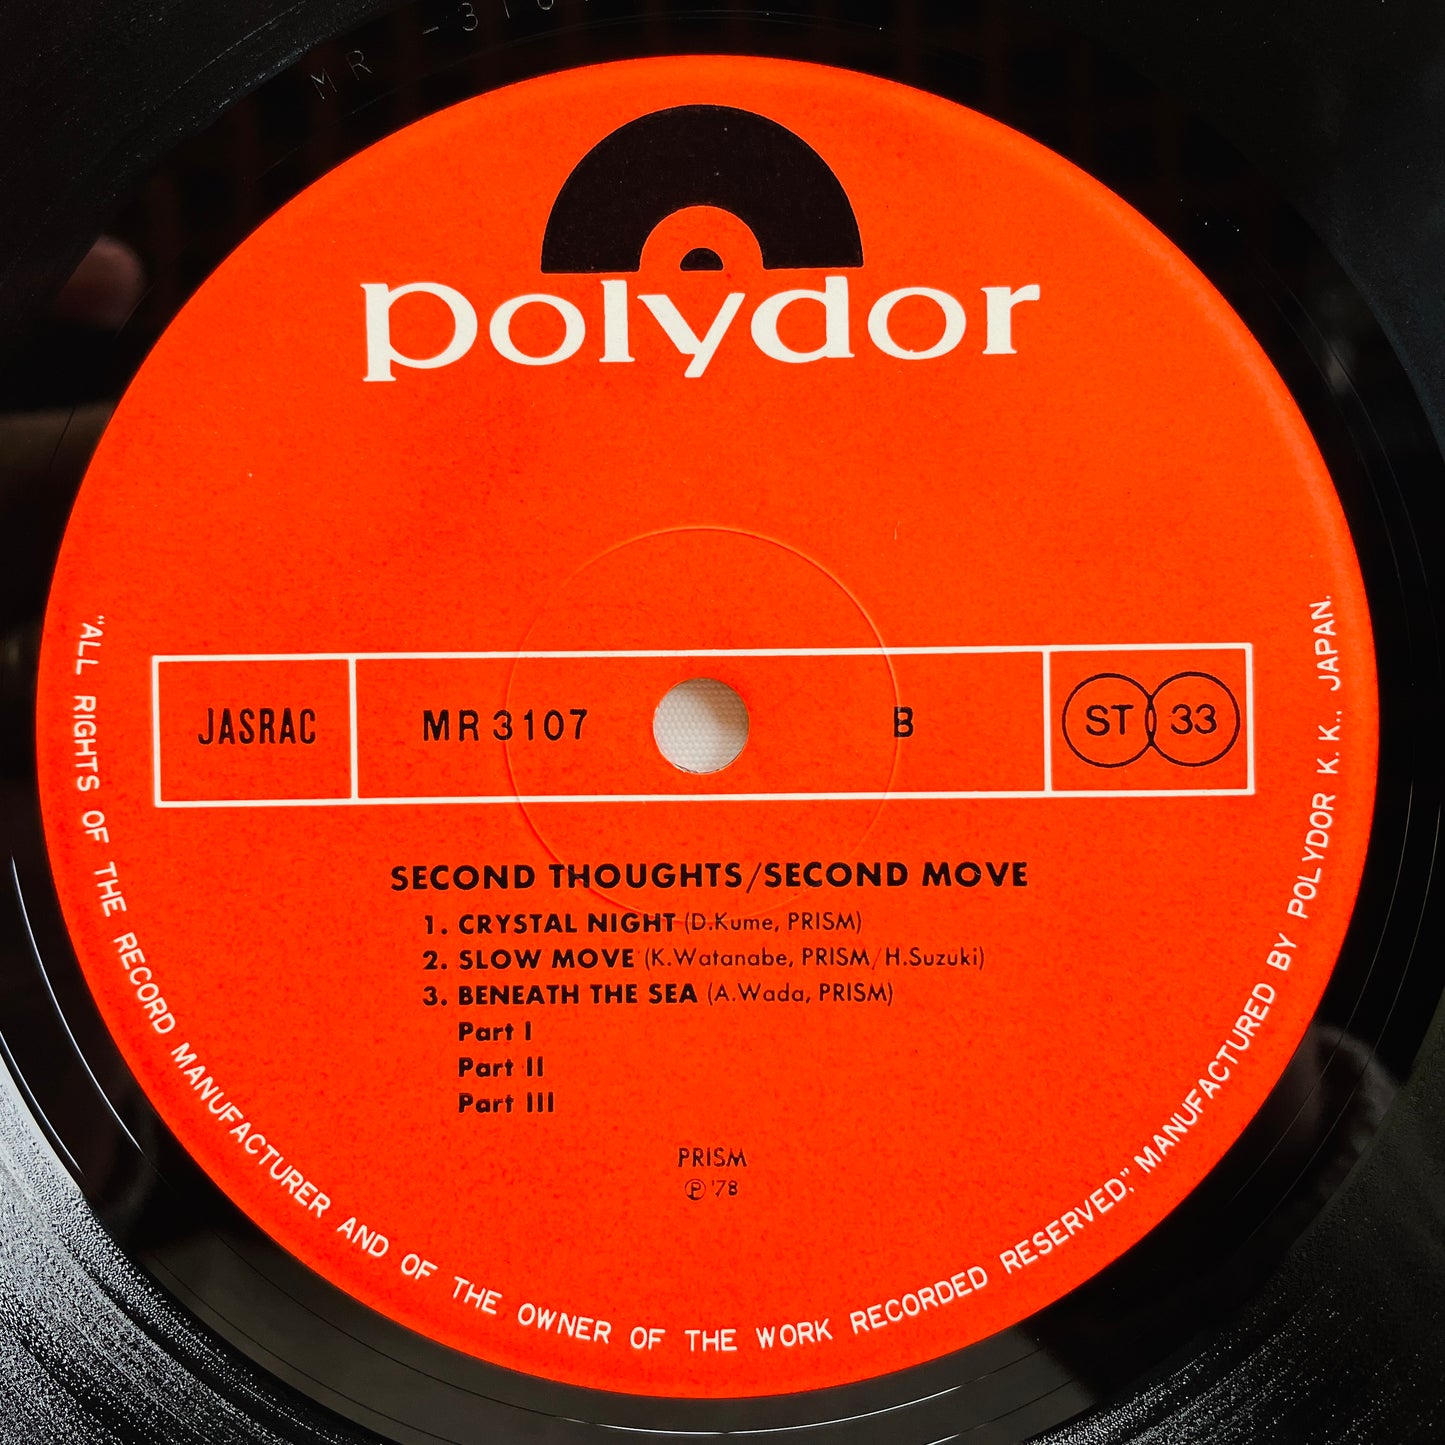 MR -310
polydor
JASRAC
MR 3107
B
ST 33
SECOND THOUGHTS/SECOND MOVE
1. CRYSTAL NIGHT (D.Kume, PRISM)
2. SLOW MOVE (K.Watanabe, PRISM/H.Suzuki)
3. BENEATH THE SEA (A.Wada, PRISM)
Part I
Part II
Part III
PRISM
Ⓟ '78
"ALL RIGHTS OF THE RECORD MANUFACTURER AND OF THE OWNER OF THE WORK RECORDED RESERVED," MANUFACTURED BY POLYDOR K. K., JAPAN.